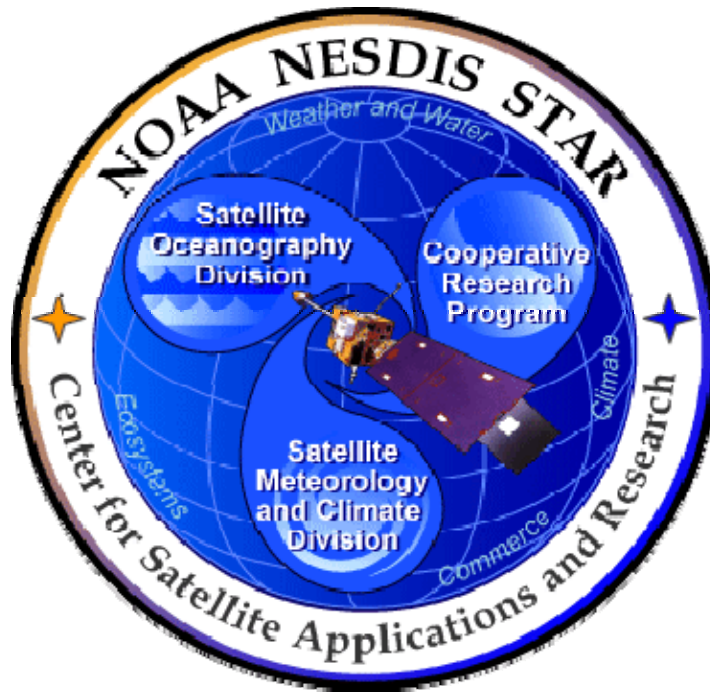 NOAA NESDIS STAR
Weather and Water
Satellite
Oceanography
Division
Cooperative
Research
Program
Climate
Ecosystems
Satellite
Meteorology
and Climate
Division
Commerce
Center for Satellite Applications and Research